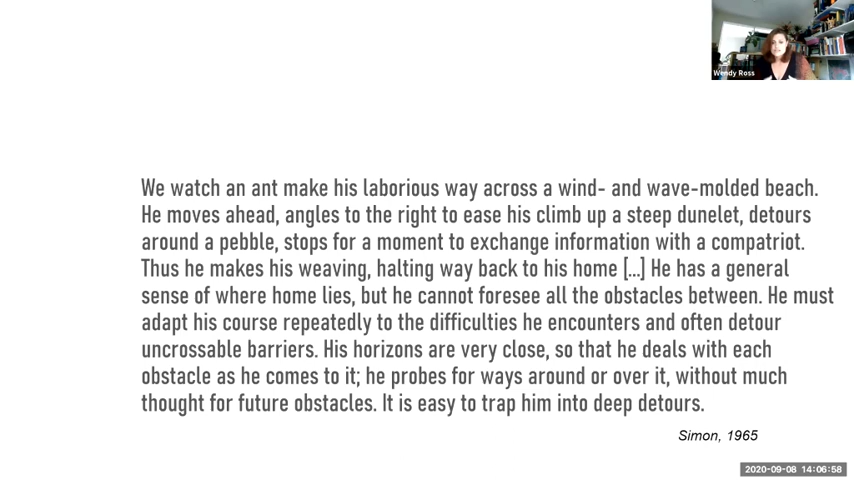 Wendy Ross
We watch an ant make his laborious way across a wind- and wave-molded beach.
He moves ahead, angles to the right to ease his climb up a steep dunelet, detours
around a pebble, stops for a moment to exchange information with a compatriot.
Thus he makes his weaving, halting way back to his home [...] He has a general
sense of where home lies, but he cannot foresee all the obstacles between. He must
adapt his course repeatedly to the difficulties he encounters and often detour
uncrossable barriers. His horizons are very close, so that he deals with each
obstacle as he comes to it; he probes for ways around or over it, without much
thought for future obstacles. It is easy to trap him into deep detours.
Simon, 1965
2020-09-08 14:06:58